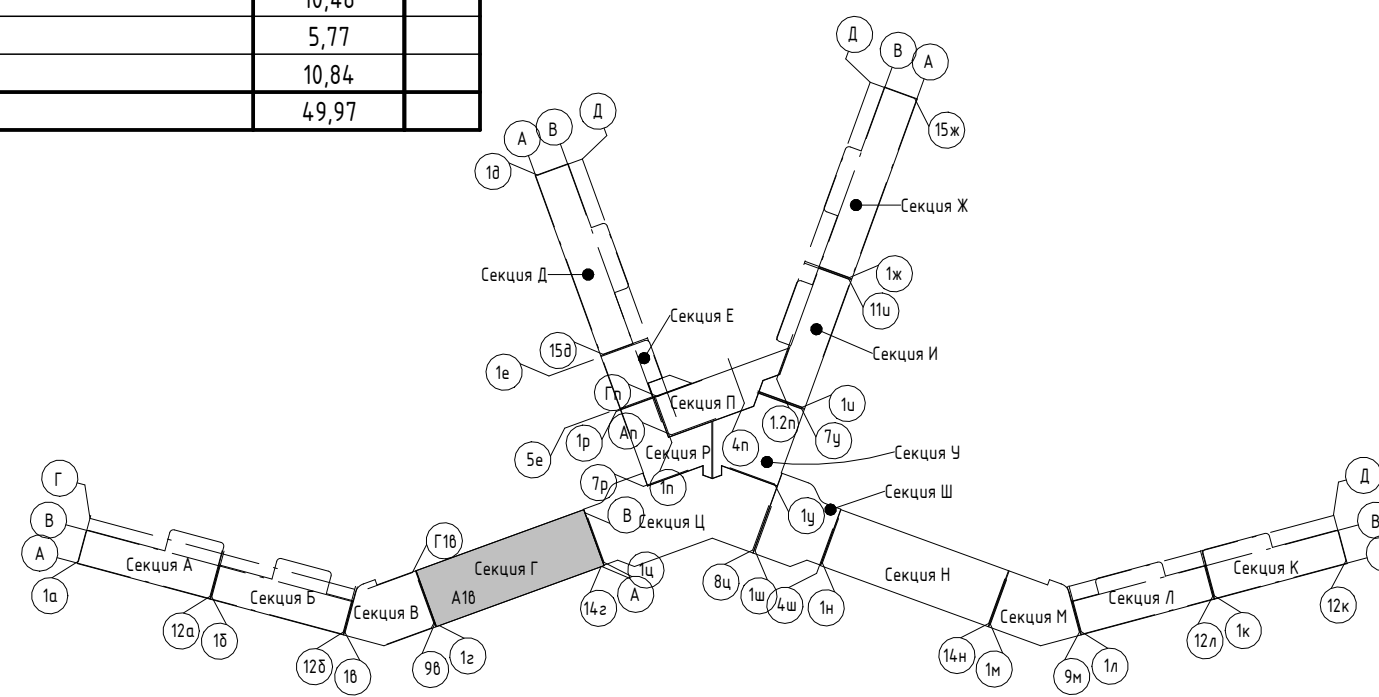 10,48
5,77
10,84
49,97
Д
В
А
15ж
Д
В
А
1д
Секция Ж
Секция Д
1ж
11и
Секция Е
Секция И
15д
1е
Гп
Секция П
1и
1.2п
7у
4п
Ап
1р
5е
Секция Р
Секция У
7р
1п
Г
В
А
1а
Секция А
12а
1б
Секция Б
12б
1в
Секция В
Г1в
9в
1г
Секция Г
А1в
14г
В
Секция Ц
1ц
А
1у
Секция Ш
8ц
1ш
4ш
1н
Секция Н
14н
1м
Секция М
9м
1л
Секция Л
12л
1к
Секция К
12к
Д
В